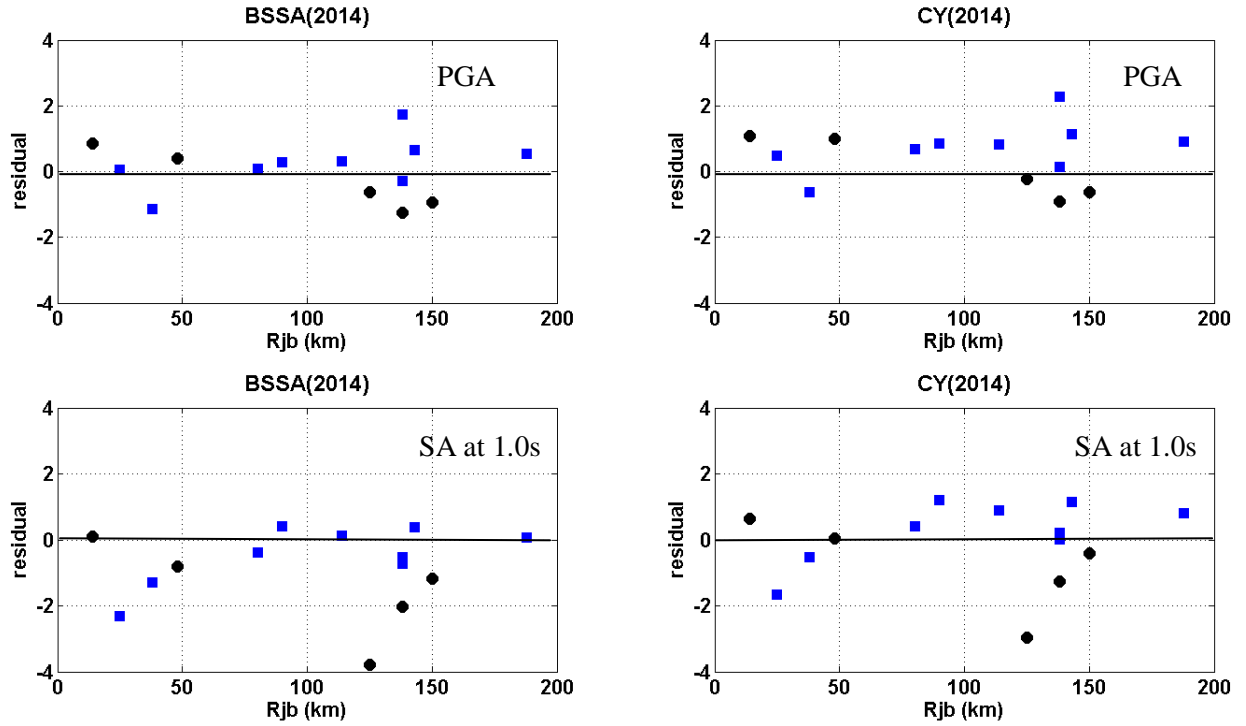 BSSA(2014)
4
2
0
-2
-4
residual
PGA
0
50
100
150
200
Rjb (km)
CY(2014)
4
2
0
-2
-4
residual
PGA
0
50
100
150
200
Rjb (km)
BSSA(2014)
4
2
0
-2
-4
residual
SA at 1.0s
0
50
100
150
200
Rjb (km)
CY(2014)
4
2
0
-2
-4
residual
SA at 1.0s
0
50
100
150
200
Rjb (km)